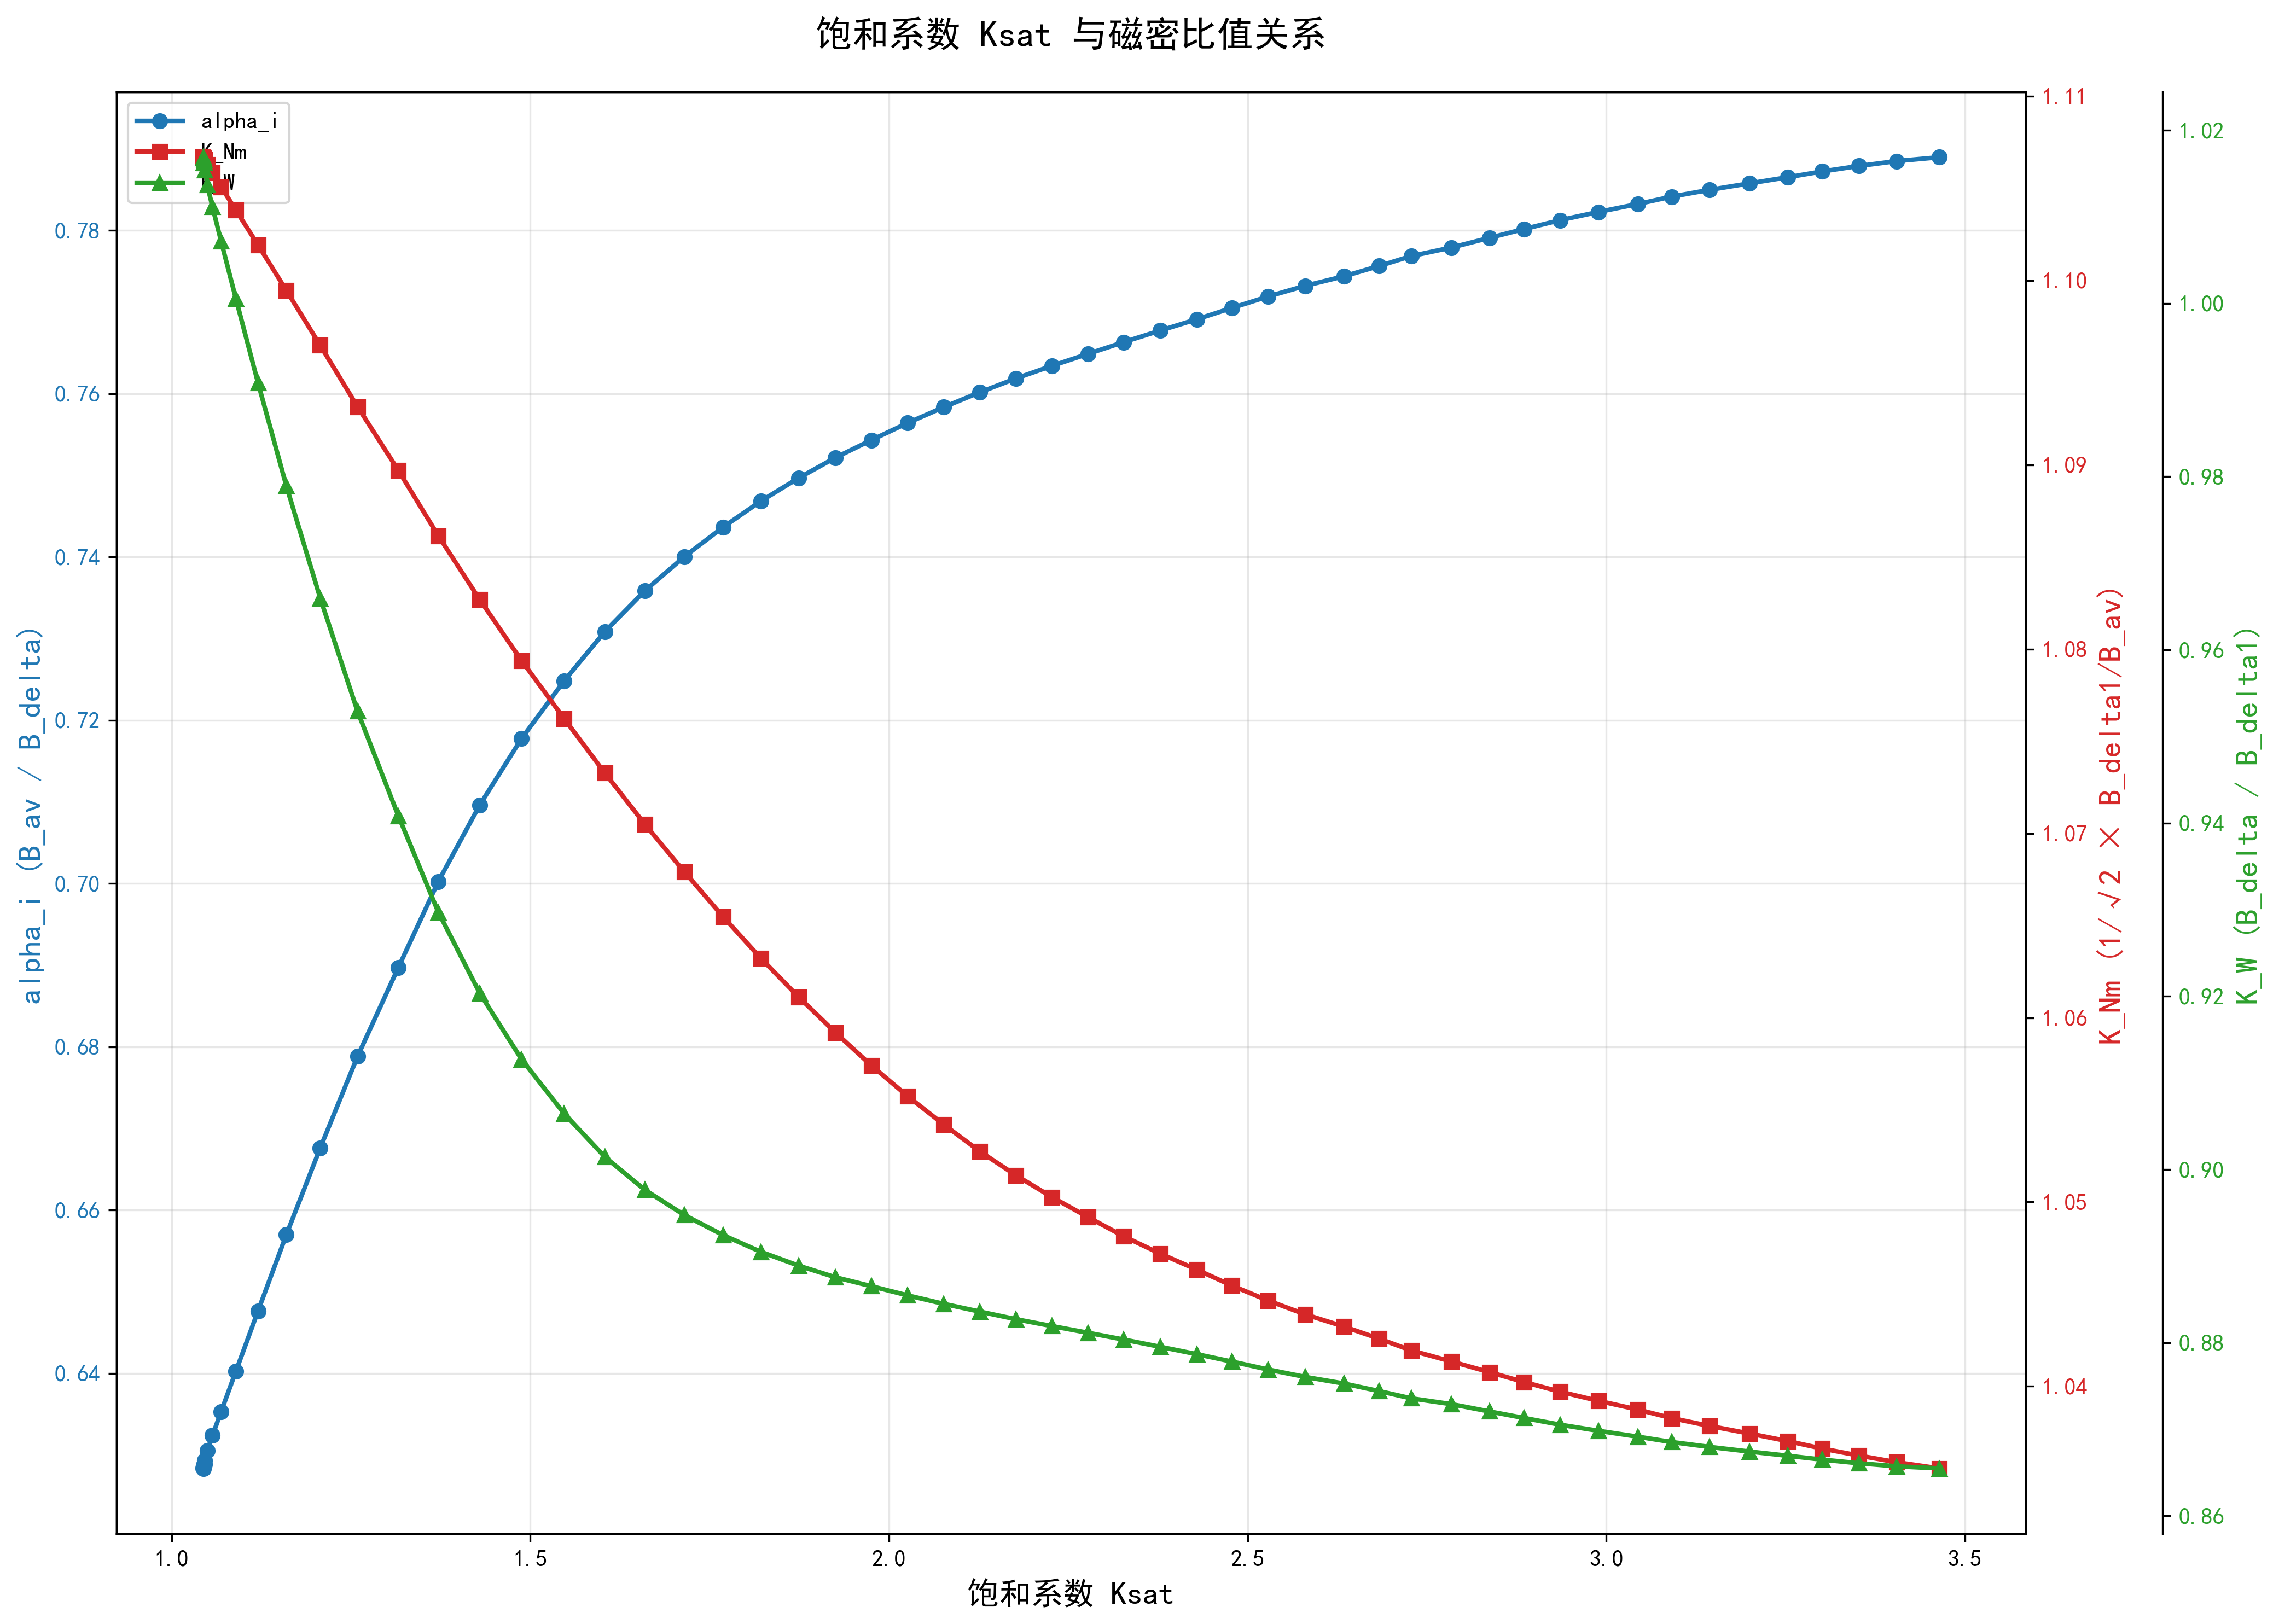 饱和系数 Ksat 与磁密比值关系
alpha_i
K_Nm
K_W
0.78
0.76
0.74
0.72
0.70
0.68
0.66
0.64
alpha_i (B_av / B_delta)
1.11
1.10
1.09
1.08
1.07
1.06
1.05
1.04
K_Nm (1/√2 × B_delta1/B_av)
1.02
1.00
0.98
0.96
0.94
0.92
0.90
0.88
0.86
K_W (B_delta / B_delta1)
1.0 1.5 2.0 2.5 3.0 3.5
饱和系数 Ksat